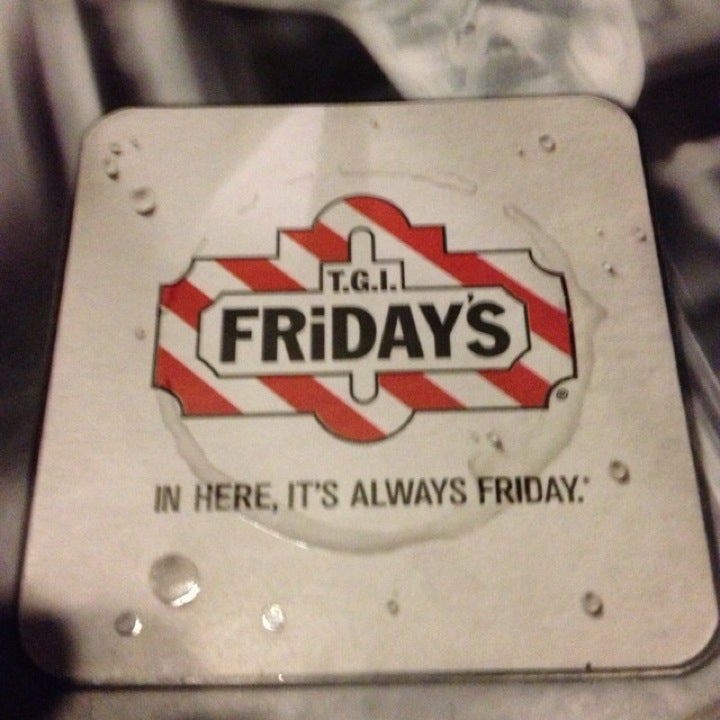 T.G.I.
FRiDAY'S
®
IN HERE, IT'S ALWAYS FRIDAY.®